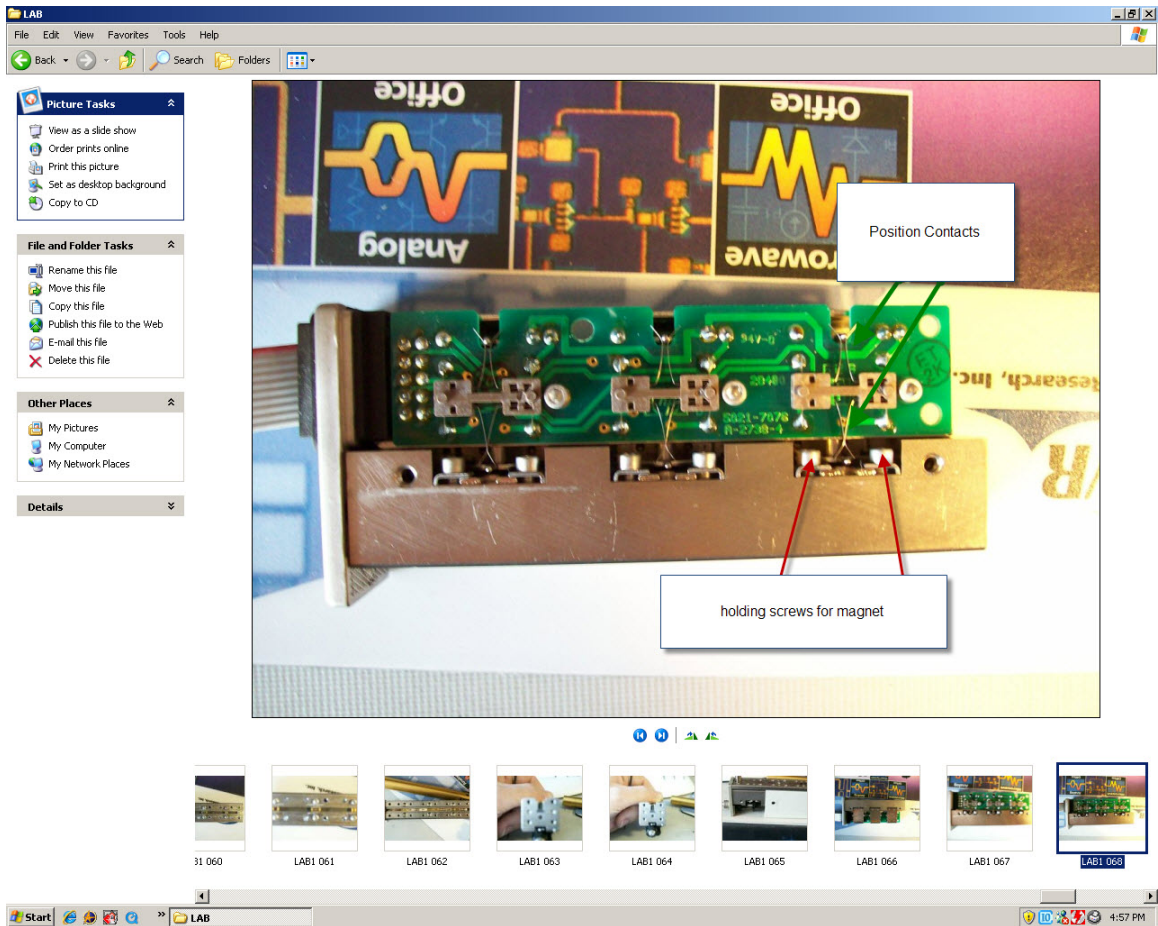 LAB
File Edit View Favorites Tools Help
Back Search Folders
Picture Tasks
View as a slide show
Order prints online
Print this picture
Set as desktop background
Copy to CD
File and Folder Tasks
Rename this file
Move this file
Copy this file
Publish this file to the Web
E-mail this file
Delete this file
Other Places
My Pictures
My Computer
My Network Places
Details
Office
Analog
Office
Position Contacts
94V-0
Research, Inc.
holding screws for magnet
LAB1 061
LAB1 062
LAB1 063
LAB1 064
LAB1 065
LAB1 066
LAB1 067
LAB1 068
Start
LAB
4:57 PM